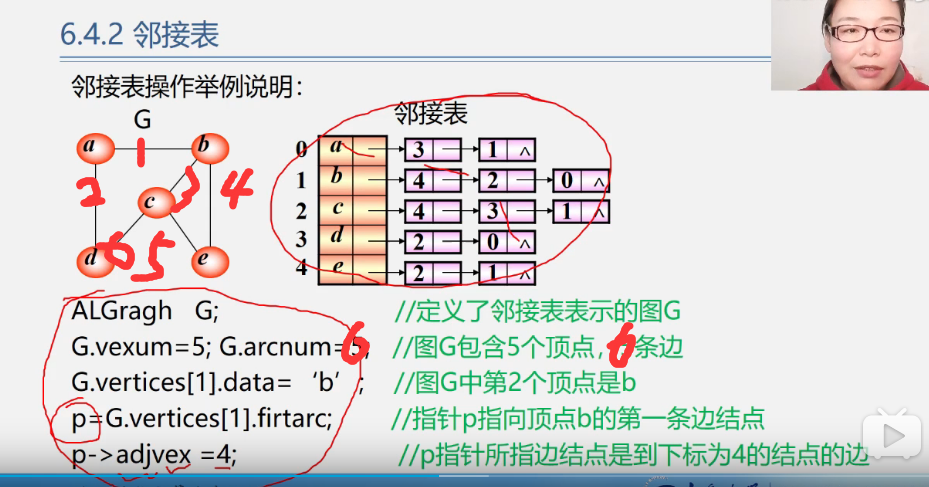 6.4.2 邻接表
邻接表操作举例说明：
G
邻接表
a
b
c
d
e
1
2
3
4
6
5
0 a 3 1 ∧
1 b 4 2 0 ∧
2 c 4 3 1 ∧
3 d 2 0 ∧
4 e 2 1 ∧
ALGragh G; //定义了邻接表表示的图G
G.vexum=5; G.arcnum=6; //图G包含5个顶点，6条边
G.vertices[1].data= ‘b’; //图G中第2个顶点是b
p=G.vertices[1].firtarc; //指针p指向顶点b的第一条边结点
p->adjvex =4; //p指针所指边结点是到下标为4的结点的边